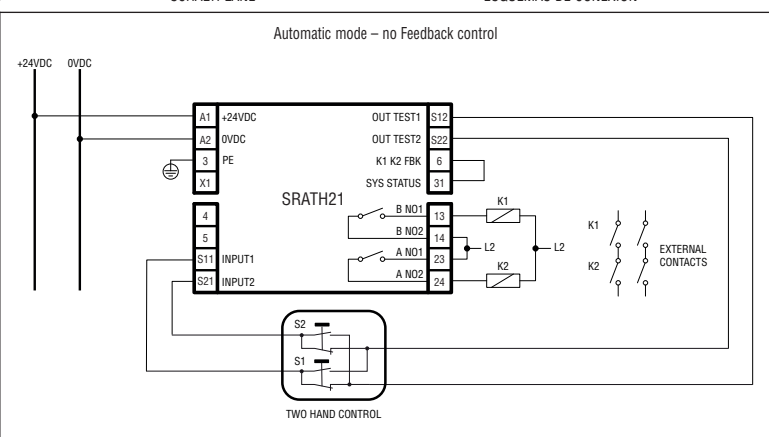 Automatic mode – no Feedback control
+24VDC 0VDC
A1 +24VDC OUT TEST1 S12
A2 0VDC OUT TEST2 S22
3 PE K1 K2 FBK 6
X1 SYS STATUS 31
SRATH21
4 B NO1 13 K1
5 B NO2 14 L2 L2
S11 INPUT1 A NO1 23
S21 INPUT2 A NO2 24 K2
K1
K2
EXTERNAL
CONTACTS
S2
S1
TWO HAND CONTROL